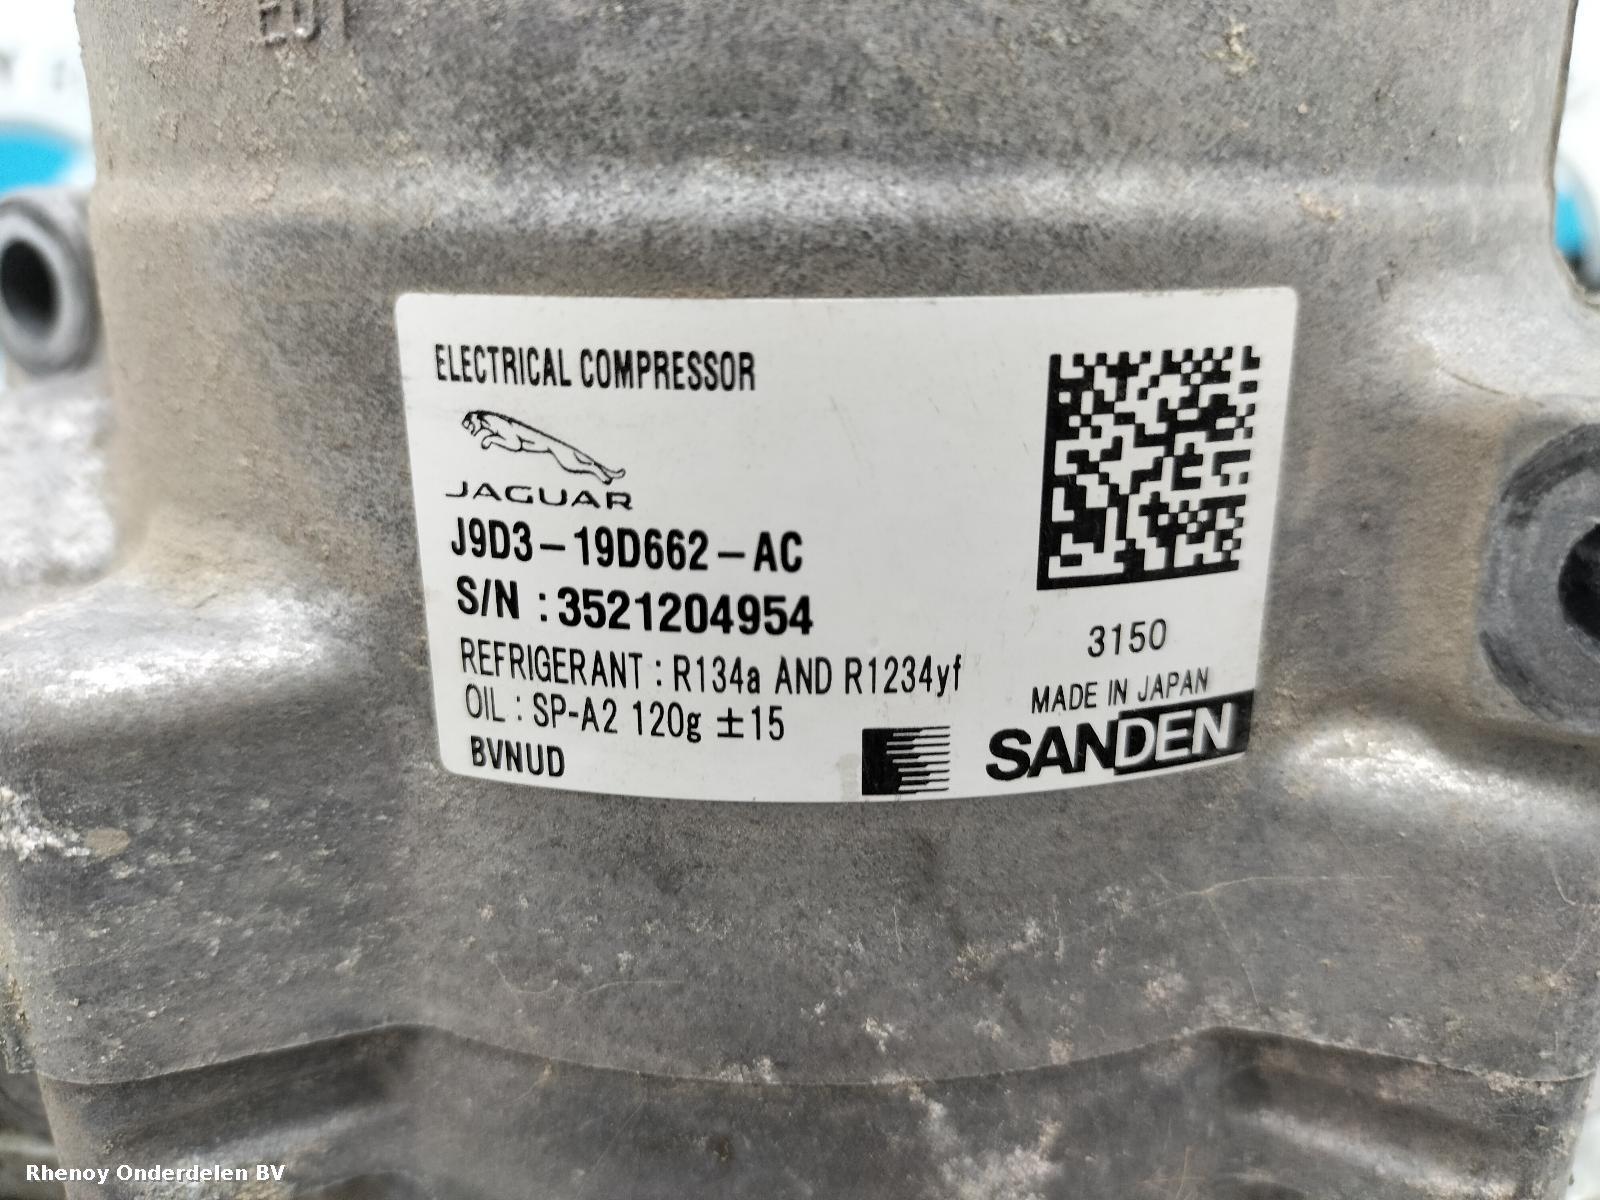 ELECTRICAL COMPRESSOR
JAGUAR
J9D3-19D662-AC
S/N : 3521204954
REFRIGERANT : R134a AND R1234yf
OIL : SP-A2 120g ±15
BVNUD
3150
MADE IN JAPAN
SANDEN
Rhenoy Onderdelen BV